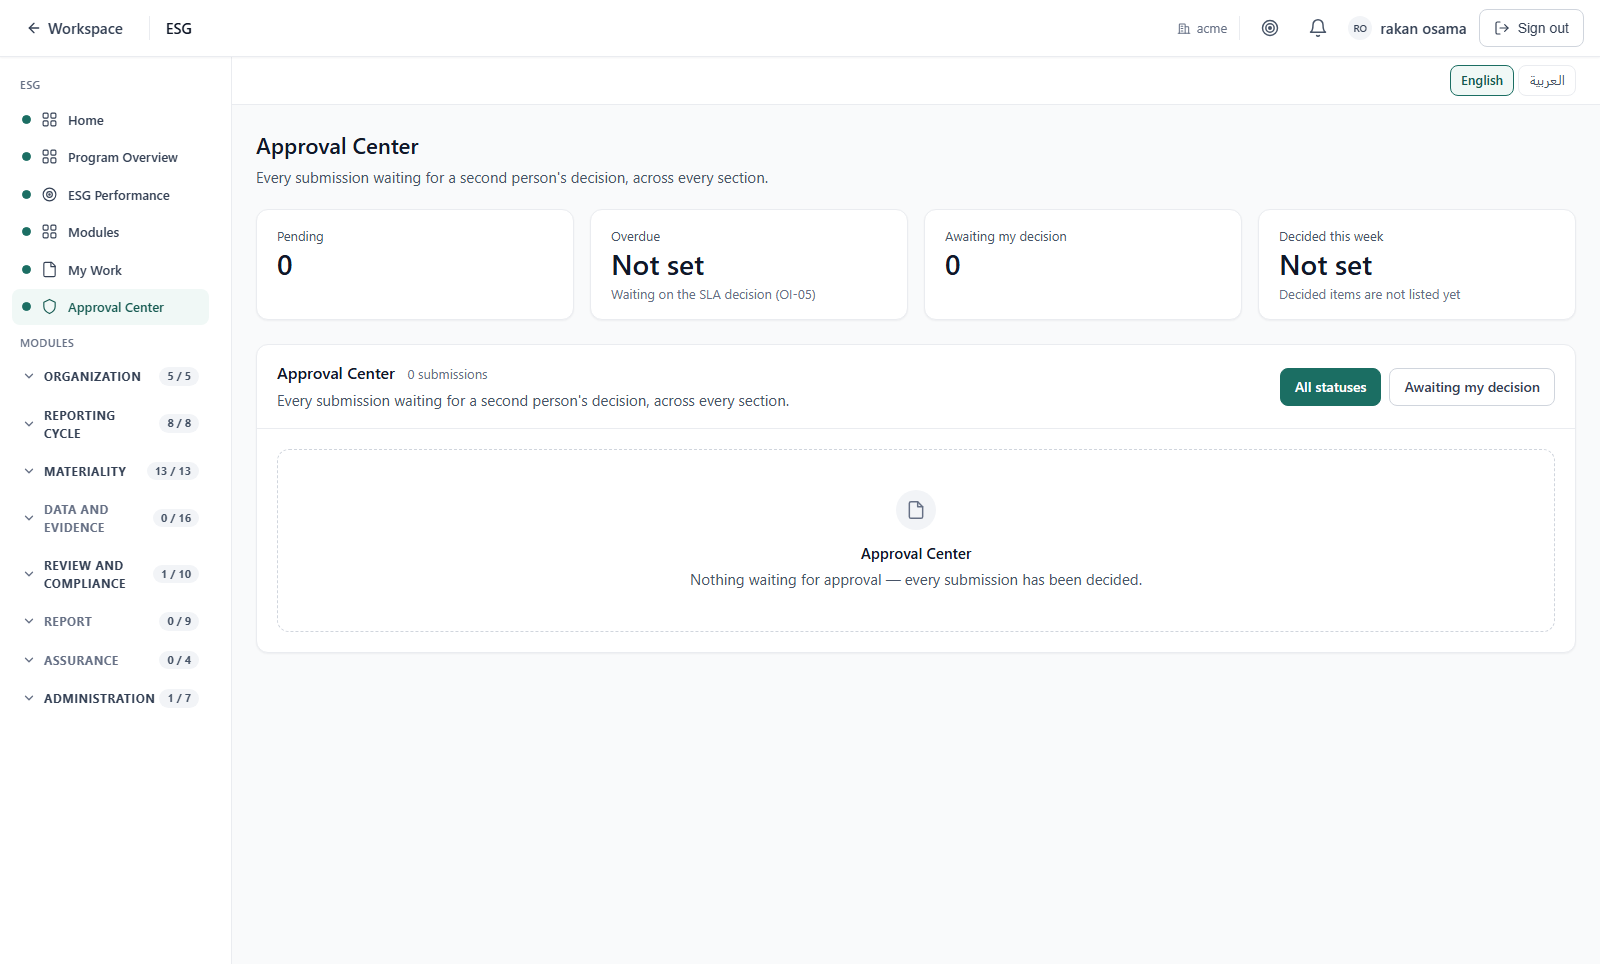 Workspace
ESG
acme
RO
rakan osama
Sign out
English
العربية
ESG
Home
Program Overview
ESG Performance
Modules
My Work
Approval Center
MODULES
ORGANIZATION 5 / 5
REPORTING
CYCLE
8 / 8
MATERIALITY 13 / 13
DATA AND
EVIDENCE
0 / 16
REVIEW AND
COMPLIANCE
1 / 10
REPORT 0 / 9
ASSURANCE 0 / 4
ADMINISTRATION 1 / 7
Approval Center
Every submission waiting for a second person's decision, across every section.
Pending
0
Overdue
Not set
Waiting on the SLA decision (OI-05)
Awaiting my decision
0
Decided this week
Not set
Decided items are not listed yet
Approval Center 0 submissions
Every submission waiting for a second person's decision, across every section.
All statuses
Awaiting my decision
Approval Center
Nothing waiting for approval — every submission has been decided.